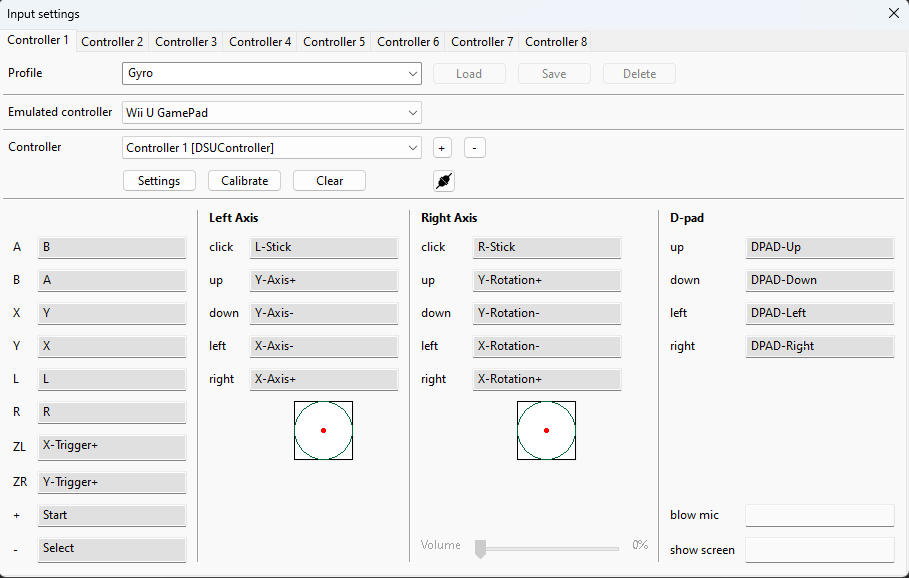 Input settings
Controller 1 Controller 2 Controller 3 Controller 4 Controller 5 Controller 6 Controller 7 Controller 8
Profile Gyro Load Save Delete
Emulated controller Wii U GamePad
Controller Controller 1 [DSUController] + -
Settings Calibrate Clear
Left Axis Right Axis D-pad
A B click L-Stick click R-Stick up DPAD-Up
B A up Y-Axis+ up Y-Rotation+ down DPAD-Down
X Y down Y-Axis- down Y-Rotation- left DPAD-Left
Y X left X-Axis- left X-Rotation- right DPAD-Right
L L right X-Axis+ right X-Rotation+
R R
ZL X-Trigger+
ZR Y-Trigger+
+ Start blow mic
- Select Volume 0% show screen